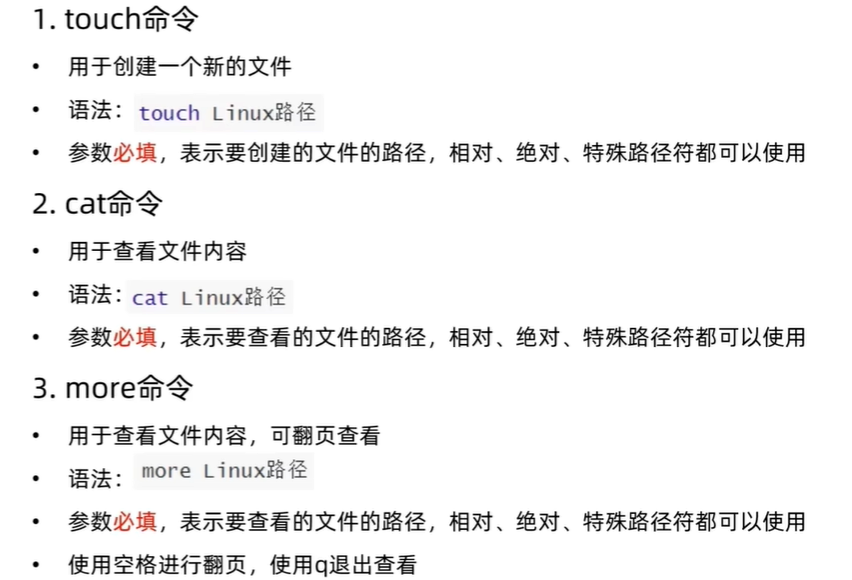 1. touch命令
• 用于创建一个新的文件
• 语法：touch Linux路径
• 参数必填，表示要创建的文件的路径，相对、绝对、特殊路径符都可以使用
2. cat命令
• 用于查看文件内容
• 语法：cat Linux路径
• 参数必填，表示要查看的文件的路径，相对、绝对、特殊路径符都可以使用
3. more命令
• 用于查看文件内容，可翻页查看
• 语法：more Linux路径
• 参数必填，表示要查看的文件的路径，相对、绝对、特殊路径符都可以使用
• 使用空格进行翻页，使用q退出查看